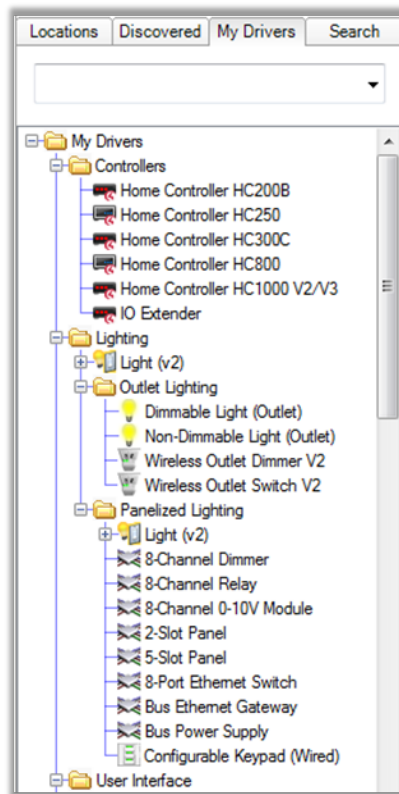 Locations Discovered My Drivers Search
My Drivers
Controllers
Home Controller HC200B
Home Controller HC250
Home Controller HC300C
Home Controller HC800
Home Controller HC1000 V2/V3
IO Extender
Lighting
Light (v2)
Outlet Lighting
Dimmable Light (Outlet)
Non-Dimmable Light (Outlet)
Wireless Outlet Dimmer V2
Wireless Outlet Switch V2
Panelized Lighting
Light (v2)
8-Channel Dimmer
8-Channel Relay
8-Channel 0-10V Module
2-Slot Panel
5-Slot Panel
8-Port Ethernet Switch
Bus Ethernet Gateway
Bus Power Supply
Configurable Keypad (Wired)
User Interface